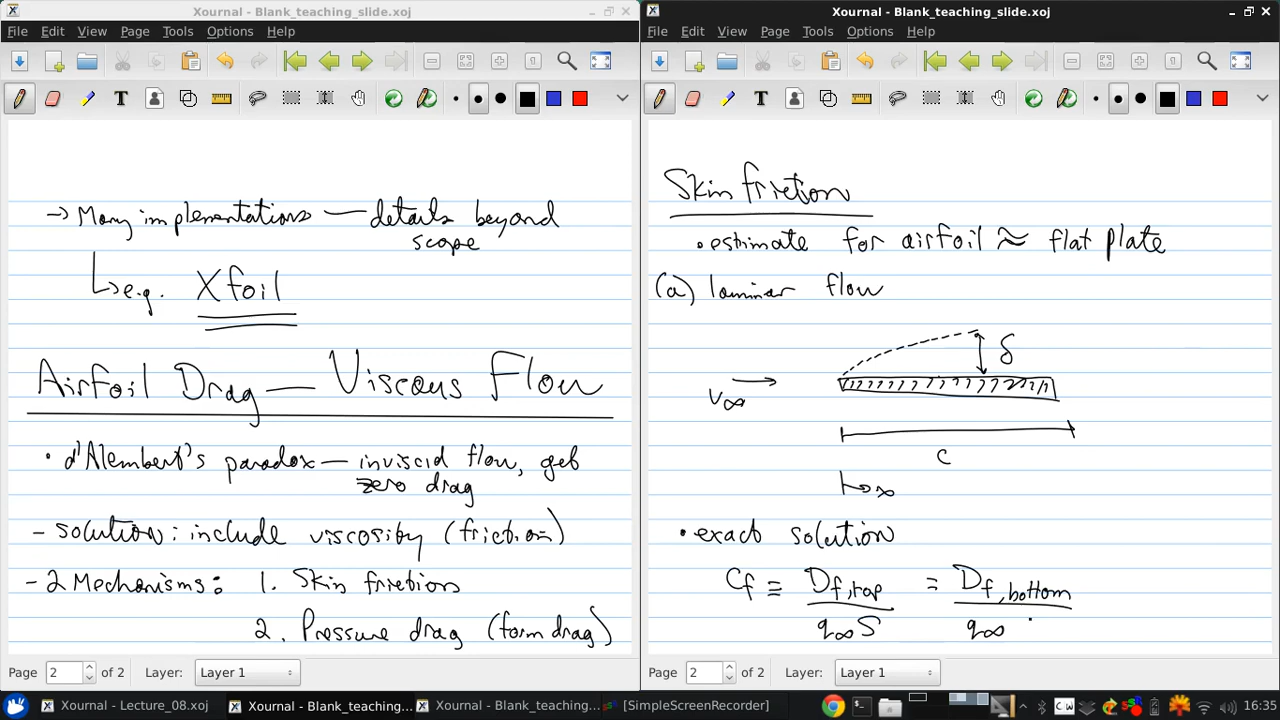 Xournal - Blank_teaching_slide.xoj
File Edit View Page Tools Options Help
→ Many implementations — details beyond
scope
↳ e.g. Xfoil
Airfoil Drag — Viscous Flow
• d'Alembert's paradox — inviscid flow, get
zero drag
- solution: include viscosity (friction)
- 2 Mechanisms: 1. Skin frictions
2. Pressure drag (form drag)
Page 2 of 2 Layer: Layer 1
Xournal - Blank_teaching_slide.xoj
File Edit View Page Tools Options Help
Skin friction
• estimate for airfoil ≈ flat plate
(a) laminar flow
δ
V∞
c
x
• exact solution
Cf ≡ Df,top / q∞ S = Df,bottom / q∞
Page 2 of 2 Layer: Layer 1
Xournal - Lecture_08.xoj Xournal - Blank_teaching... Xournal - Blank_teaching... [SimpleScreenRecorder] 16:35